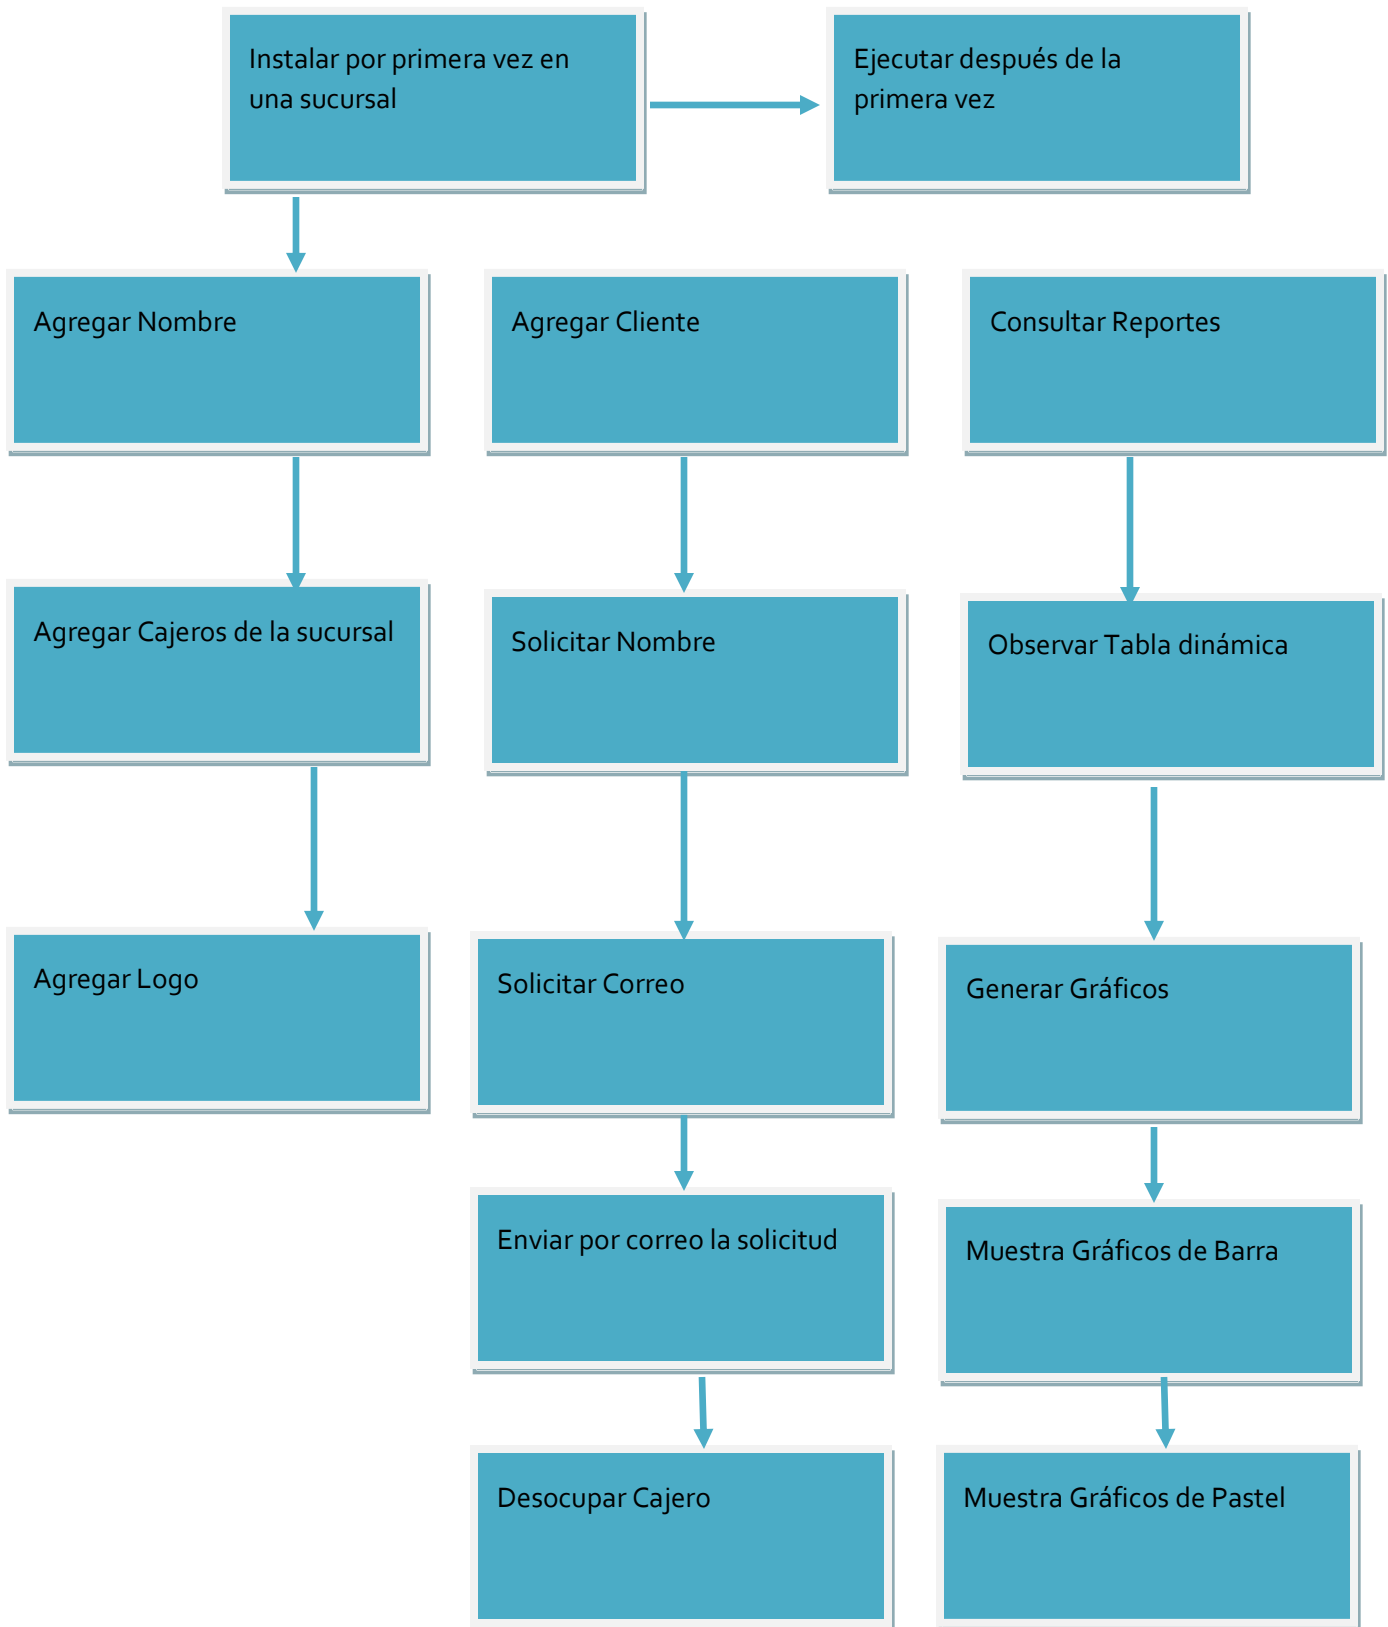 Instalar por primera vez en
una sucursal
Ejecutar después de la
primera vez
Agregar Nombre
Agregar Cliente
Consultar Reportes
Agregar Cajeros de la sucursal
Solicitar Nombre
Observar Tabla dinámica
Agregar Logo
Solicitar Correo
Generar Gráficos
Enviar por correo la solicitud
Muestra Gráficos de Barra
Desocupar Cajero
Muestra Gráficos de Pastel